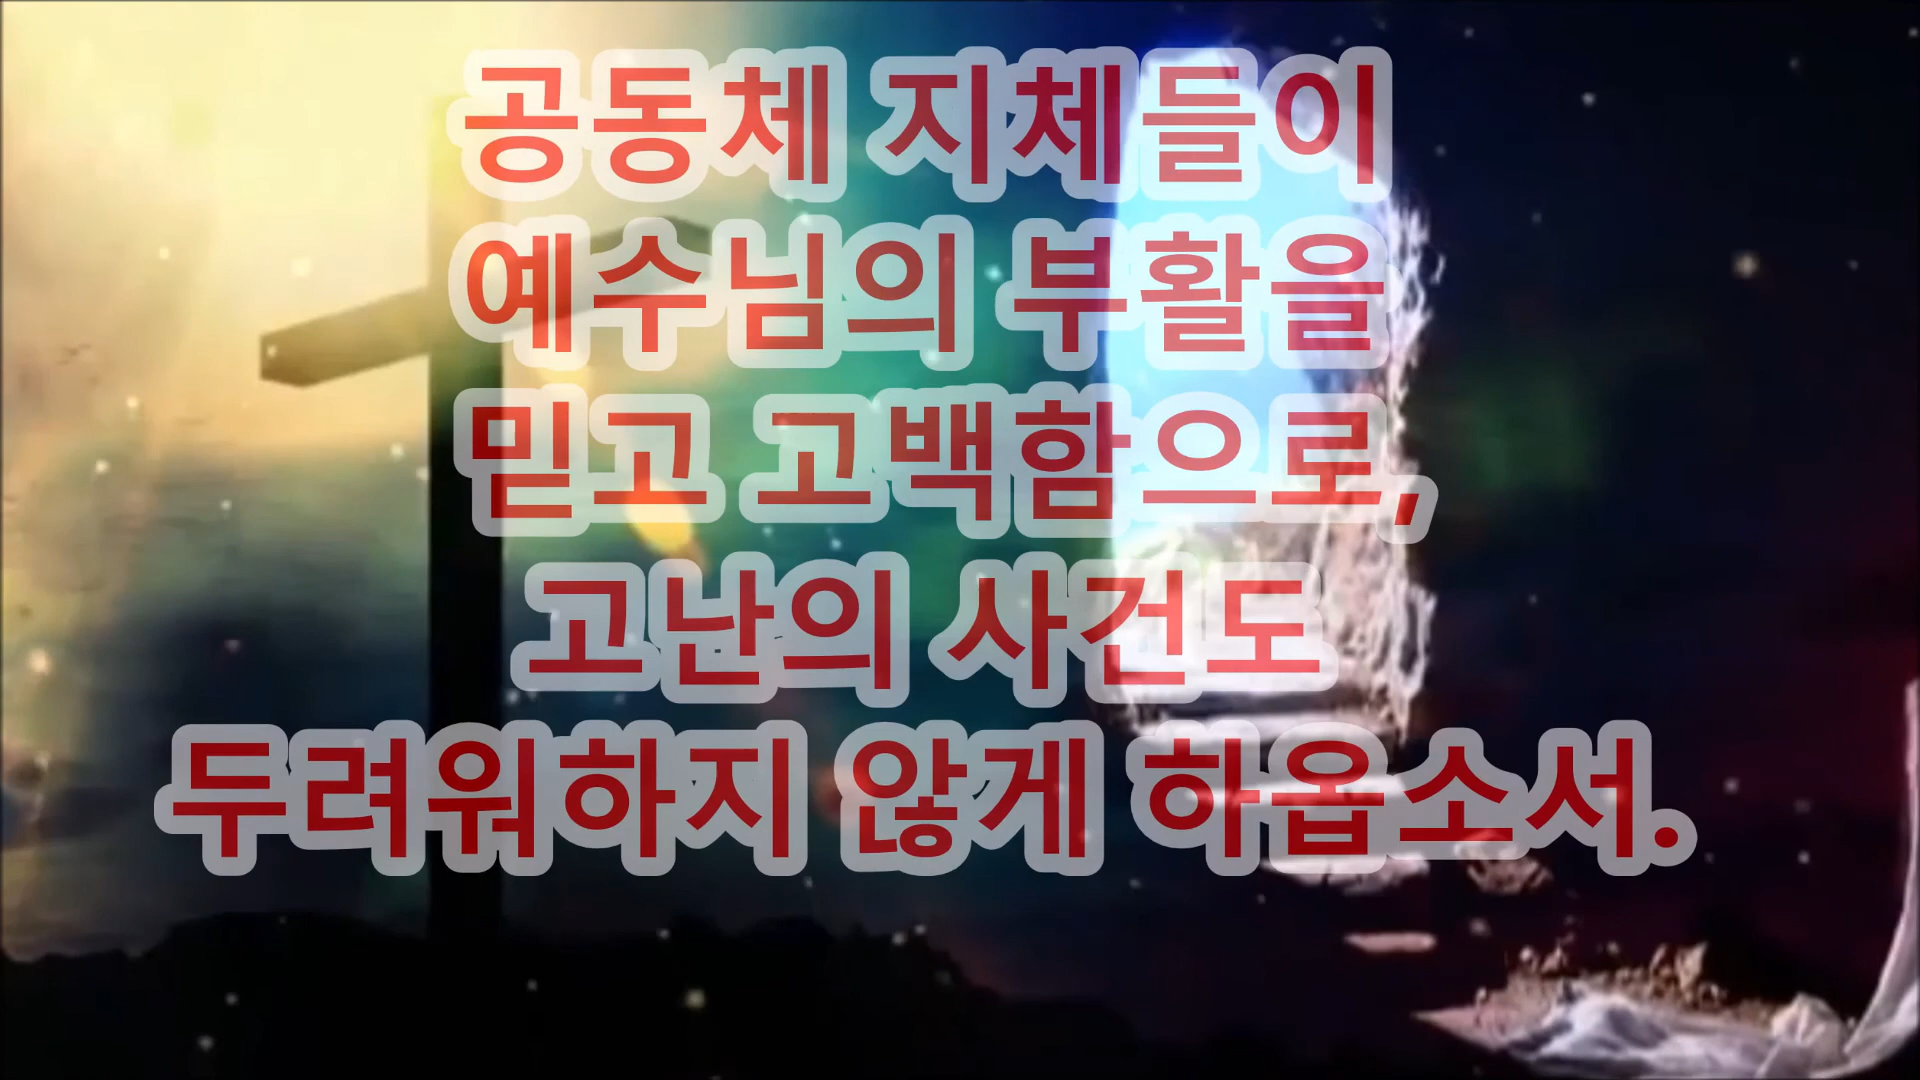 공동체 지체들이
예수님의 부활을
믿고 고백함으로,
고난의 사건도
두려워하지 않게 하옵소서.